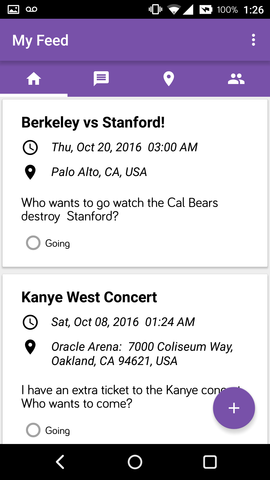 100% 1:26
My Feed
Berkeley vs Stanford!
Thu, Oct 20, 2016 03:00 AM
Palo Alto, CA, USA
Who wants to go watch the Cal Bears
destroy Stanford?
Going
Kanye West Concert
Sat, Oct 08, 2016 01:24 AM
Oracle Arena: 7000 Coliseum Way,
Oakland, CA 94621, USA
I have an extra ticket to the Kanye concert.
Who wants to come?
Going